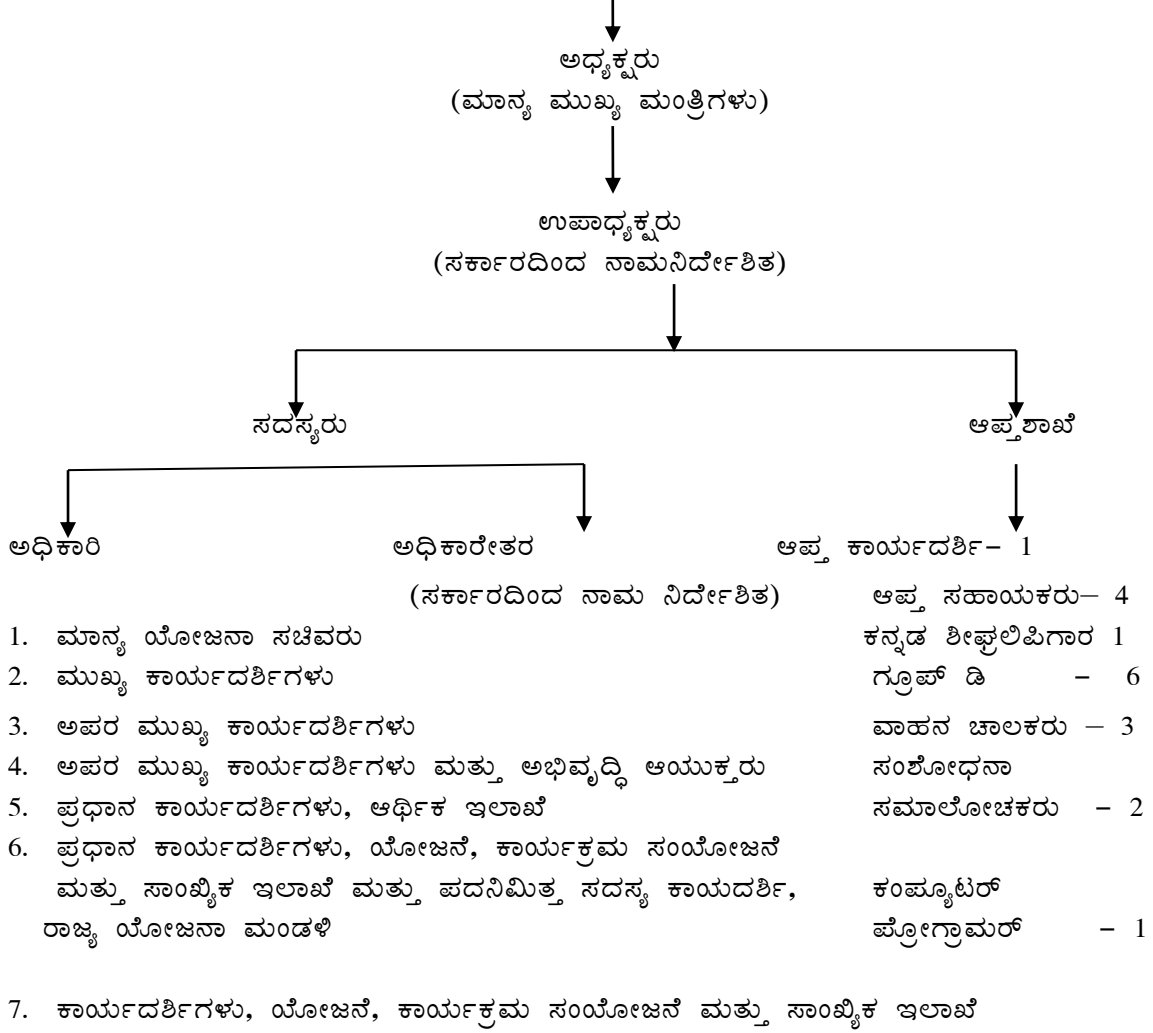 ಅಧ್ಯಕ್ಷರು
(ಮಾನ್ಯ ಮುಖ್ಯ ಮಂತ್ರಿಗಳು)
ಉಪಾಧ್ಯಕ್ಷರು
(ಸರ್ಕಾರದಿಂದ ನಾಮನಿರ್ದೇಶಿತ)
ಸದಸ್ಯರು ಆಪ್ತಶಾಖೆ
ಅಧಿಕಾರಿ ಅಧಿಕಾರೇತರ ಆಪ್ತ ಕಾರ್ಯದರ್ಶಿ– 1
(ಸರ್ಕಾರದಿಂದ ನಾಮ ನಿರ್ದೇಶಿತ) ಆಪ್ತ ಸಹಾಯಕರು– 4
1. ಮಾನ್ಯ ಯೋಜನಾ ಸಚಿವರು ಕನ್ನಡ ಶೀಘ್ರಲಿಪಿಗಾರ 1
2. ಮುಖ್ಯ ಕಾರ್ಯದರ್ಶಿಗಳು ಗ್ರೂಪ್ ಡಿ – 6
3. ಅಪರ ಮುಖ್ಯ ಕಾರ್ಯದರ್ಶಿಗಳು ವಾಹನ ಚಾಲಕರು – 3
4. ಅಪರ ಮುಖ್ಯ ಕಾರ್ಯದರ್ಶಿಗಳು ಮತ್ತು ಅಭಿವೃದ್ಧಿ ಆಯುಕ್ತರು ಸಂಶೋಧನಾ
5. ಪ್ರಧಾನ ಕಾರ್ಯದರ್ಶಿಗಳು, ಆರ್ಥಿಕ ಇಲಾಖೆ ಸಮಾಲೋಚಕರು – 2
6. ಪ್ರಧಾನ ಕಾರ್ಯದರ್ಶಿಗಳು, ಯೋಜನೆ, ಕಾರ್ಯಕ್ರಮ ಸಂಯೋಜನೆ
ಮತ್ತು ಸಾಂಖ್ಯಿಕ ಇಲಾಖೆ ಮತ್ತು ಪದನಿಮಿತ್ತ ಸದಸ್ಯ ಕಾಯದರ್ಶಿ, ಕಂಪ್ಯೂಟರ್
ರಾಜ್ಯ ಯೋಜನಾ ಮಂಡಳಿ ಪ್ರೋಗ್ರಾಮರ್ – 1
7. ಕಾರ್ಯದರ್ಶಿಗಳು, ಯೋಜನೆ, ಕಾರ್ಯಕ್ರಮ ಸಂಯೋಜನೆ ಮತ್ತು ಸಾಂಖ್ಯಿಕ ಇಲಾಖೆ